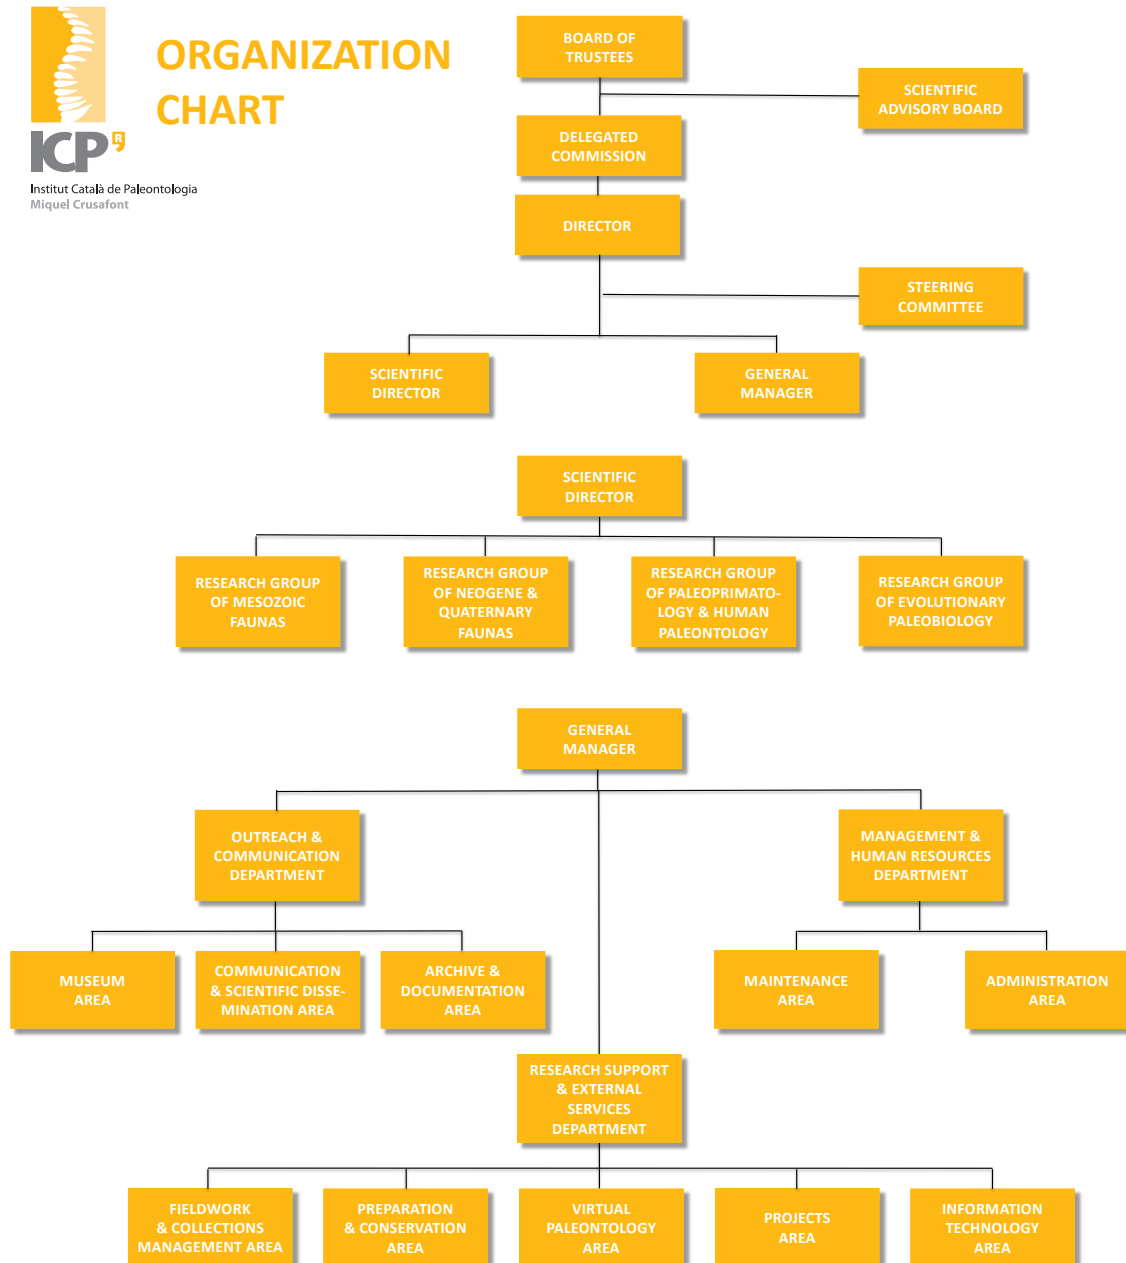 ORGANIZATION
CHART
ICP
R
Institut Català de Paleontologia
Miquel Crusafont
BOARD OF
TRUSTEES
SCIENTIFIC
ADVISORY BOARD
DELEGATED
COMMISSION
DIRECTOR
STEERING
COMMITTEE
SCIENTIFIC
DIRECTOR
GENERAL
MANAGER
SCIENTIFIC
DIRECTOR
RESEARCH GROUP
OF MESOZOIC
FAUNAS
RESEARCH GROUP
OF NEOGENE &
QUATERNARY
FAUNAS
RESEARCH GROUP
OF PALEOPRIMATO-
LOGY & HUMAN
PALEONTOLOGY
RESEARCH GROUP
OF EVOLUTIONARY
PALEOBIOLOGY
GENERAL
MANAGER
OUTREACH &
COMMUNICATION
DEPARTMENT
MANAGEMENT &
HUMAN RESOURCES
DEPARTMENT
MUSEUM
AREA
COMMUNICATION
& SCIENTIFIC DISSE-
MINATION AREA
ARCHIVE &
DOCUMENTATION
AREA
MAINTENANCE
AREA
ADMINISTRATION
AREA
RESEARCH SUPPORT
& EXTERNAL
SERVICES
DEPARTMENT
FIELDWORK
& COLLECTIONS
MANAGEMENT AREA
PREPARATION
& CONSERVATION
AREA
VIRTUAL
PALEONTOLOGY
AREA
PROJECTS
AREA
INFORMATION
TECHNOLOGY
AREA